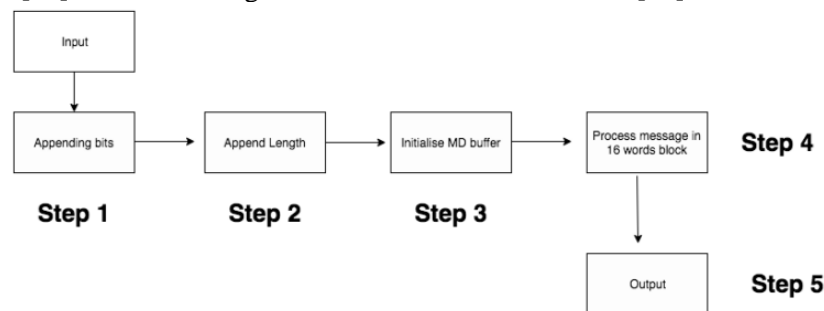 Input
Appending bits
Append Length
Initialise MD buffer
Process message in
16 words block
Step 4
Step 1
Step 2
Step 3
Output
Step 5